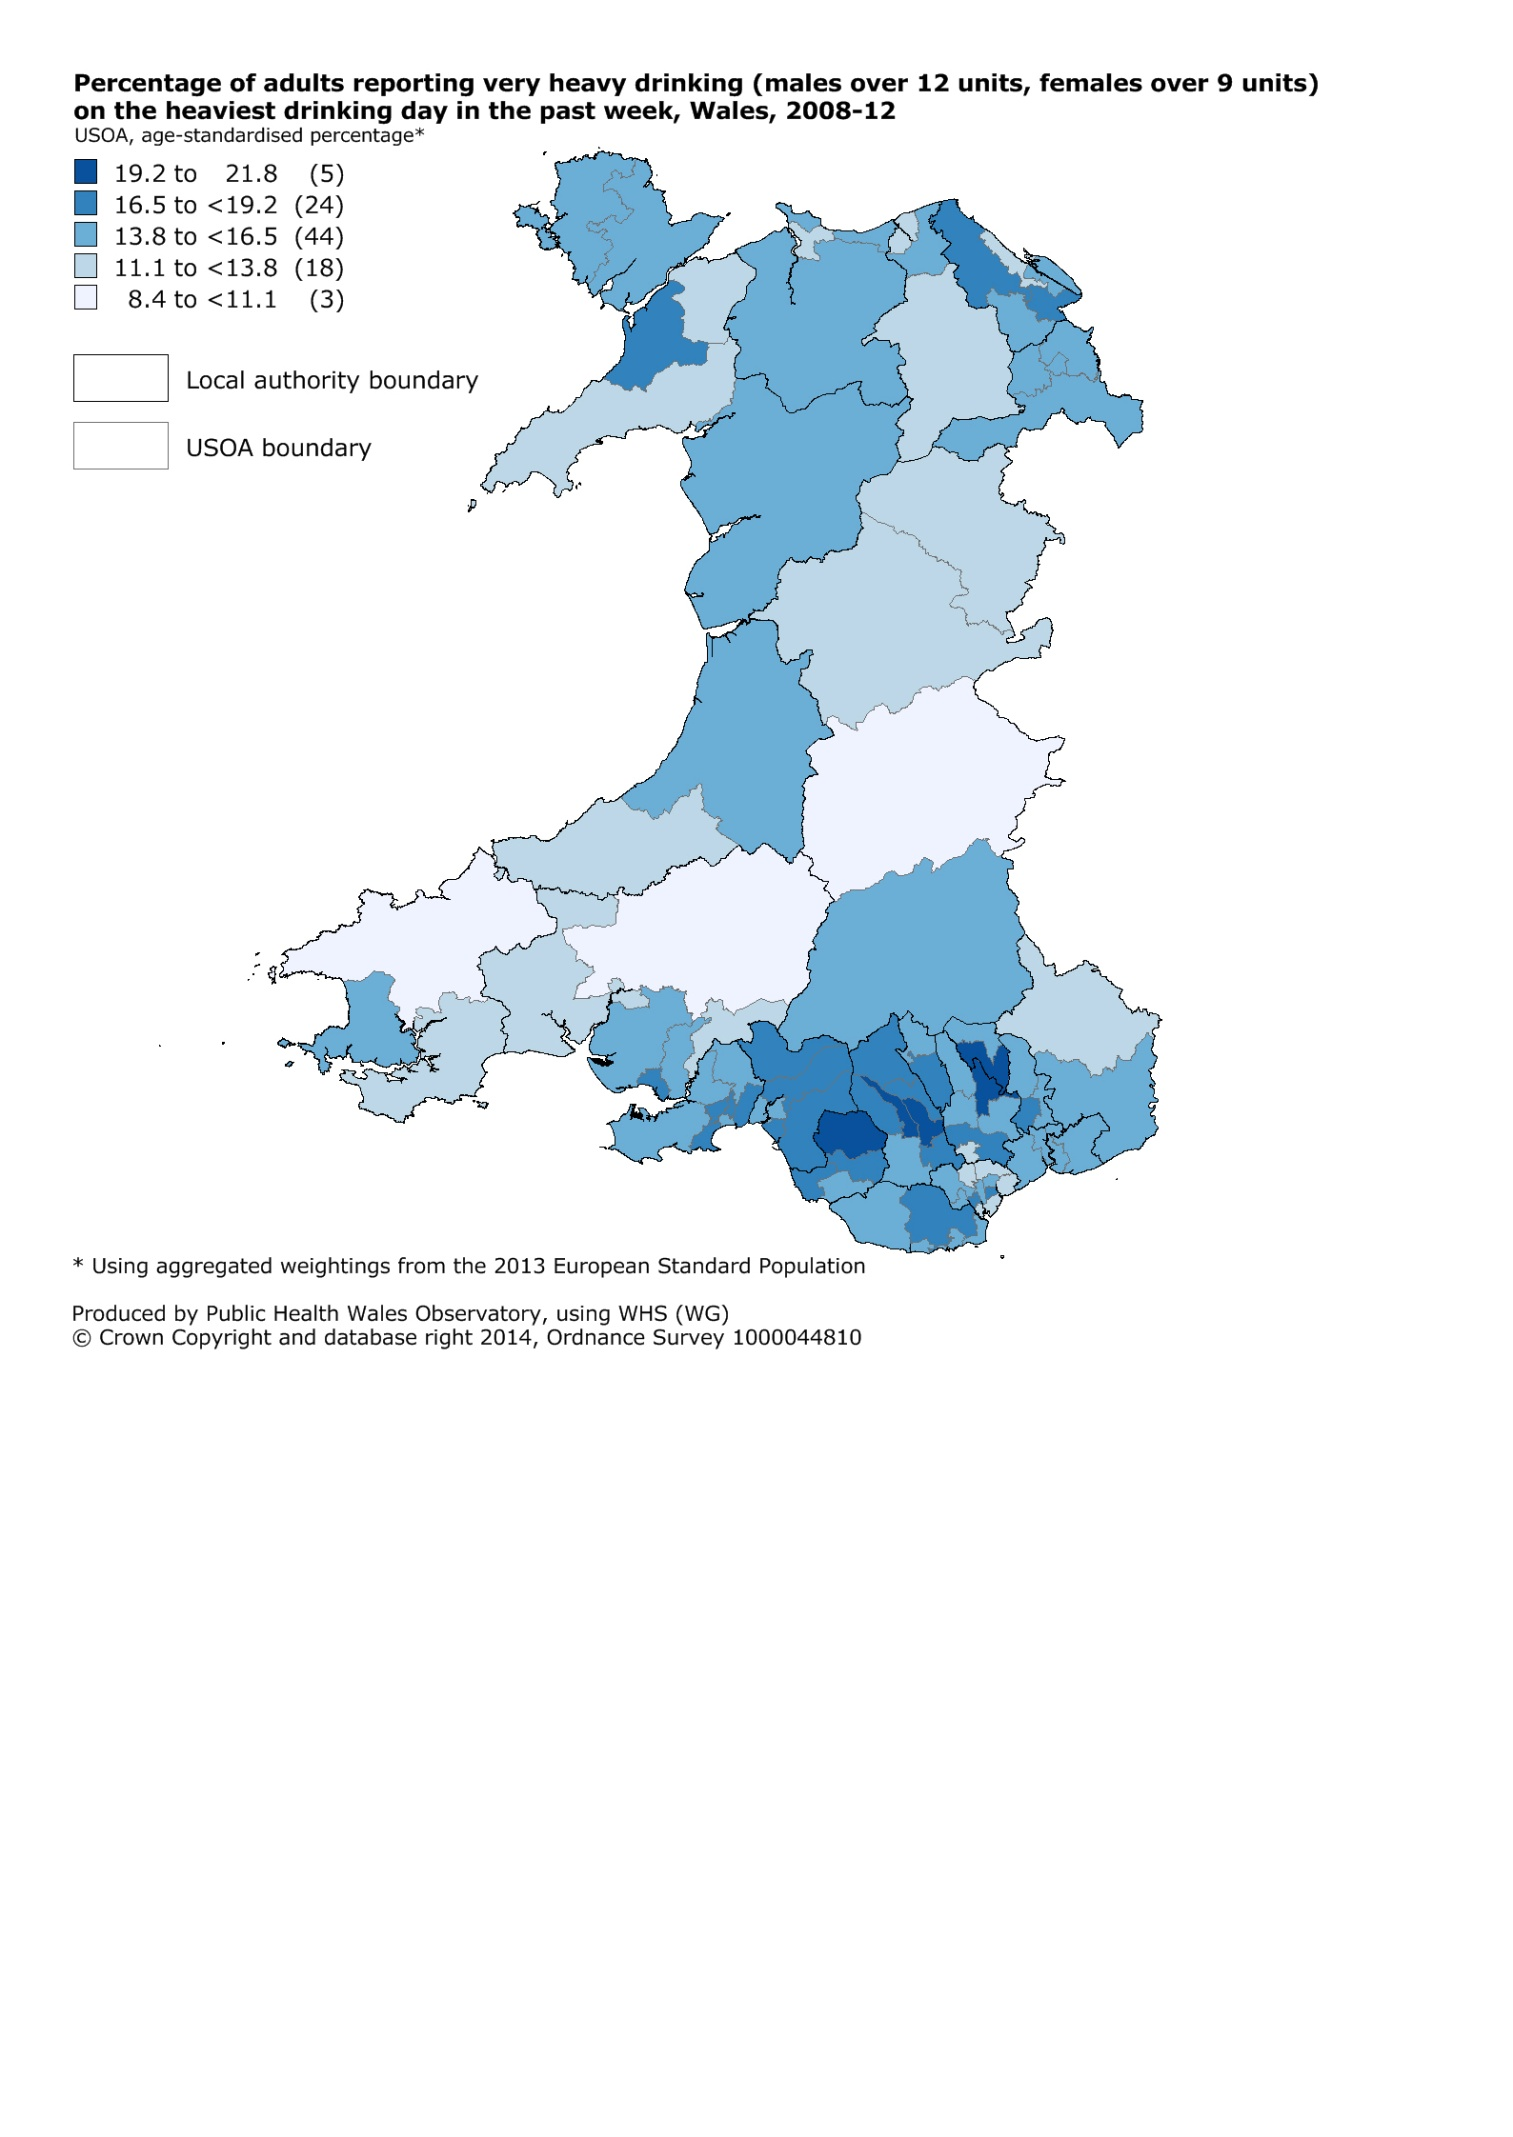 Percentage of adults reporting very heavy drinking (males over 12 units, females over 9 units)
on the heaviest drinking day in the past week, Wales, 2008-12
USOA, age-standardised percentage*
19.2 to 21.8 (5)
16.5 to <19.2 (24)
13.8 to <16.5 (44)
11.1 to <13.8 (18)
8.4 to <11.1 (3)
Local authority boundary
USOA boundary
* Using aggregated weightings from the 2013 European Standard Population
Produced by Public Health Wales Observatory, using WHS (WG)
© Crown Copyright and database right 2014, Ordnance Survey 1000044810